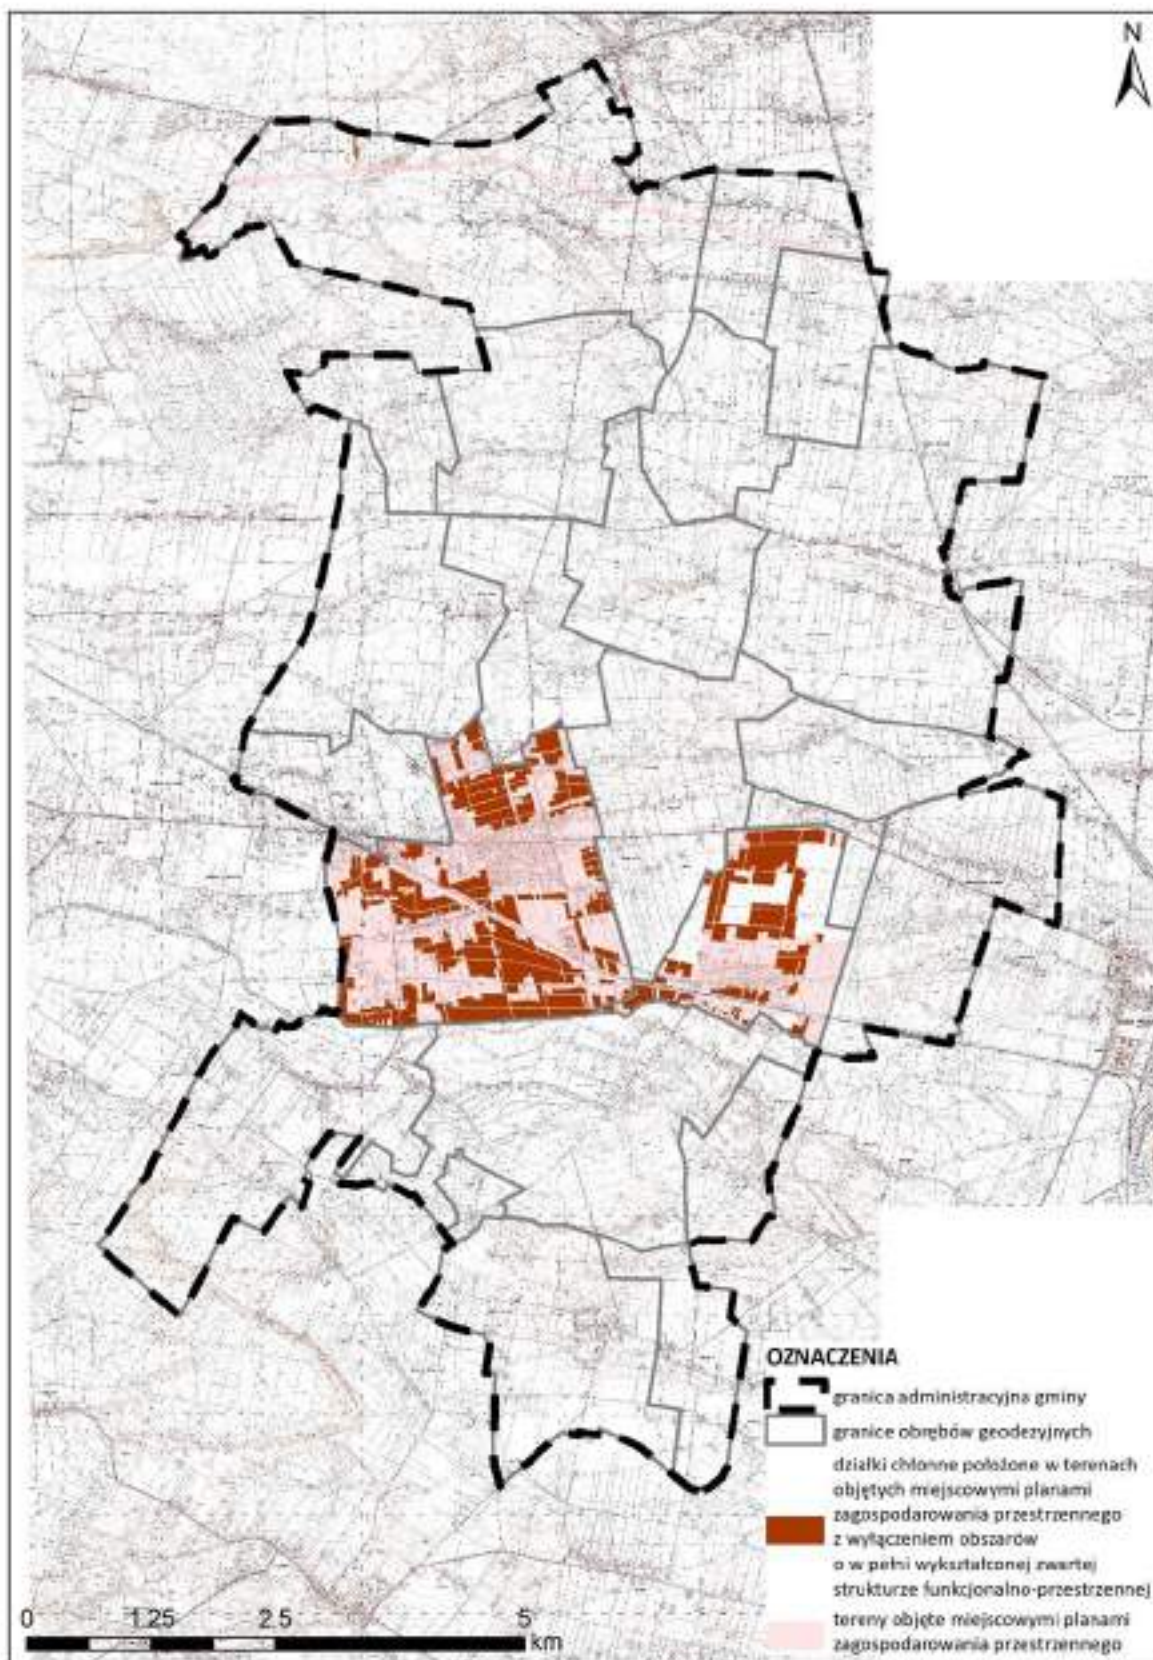 N
OZNACZENIA
granica administracyjna gminy
granice obrębów geodezyjnych
działki chłonne położone w terenach
objętych miejscowymi planami
zagospodarowania przestrzennego
z wyłączeniem obszarów
o w pełni wykształconej zwartej
strukturze funkcjonalno-przestrzennej
tereny objęte miejscowymi planami
zagospodarowania przestrzennego
0 1.25 2.5 5
km